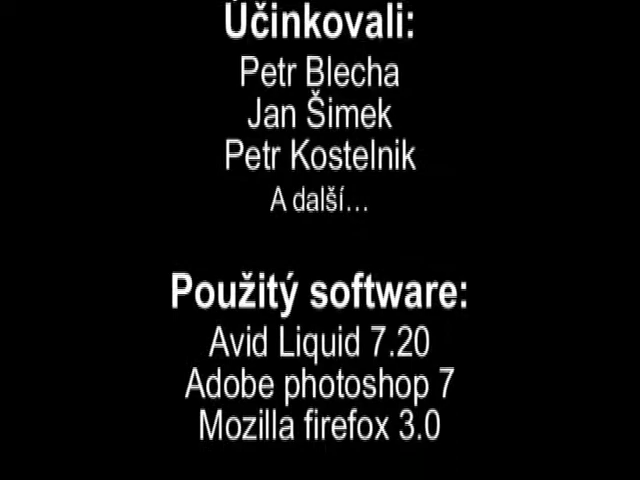 Účinkovali:
Petr Blecha
Jan Šimek
Petr Kostelnik
A další...
Použitý software:
Avid Liquid 7.20
Adobe photoshop 7
Mozilla firefox 3.0